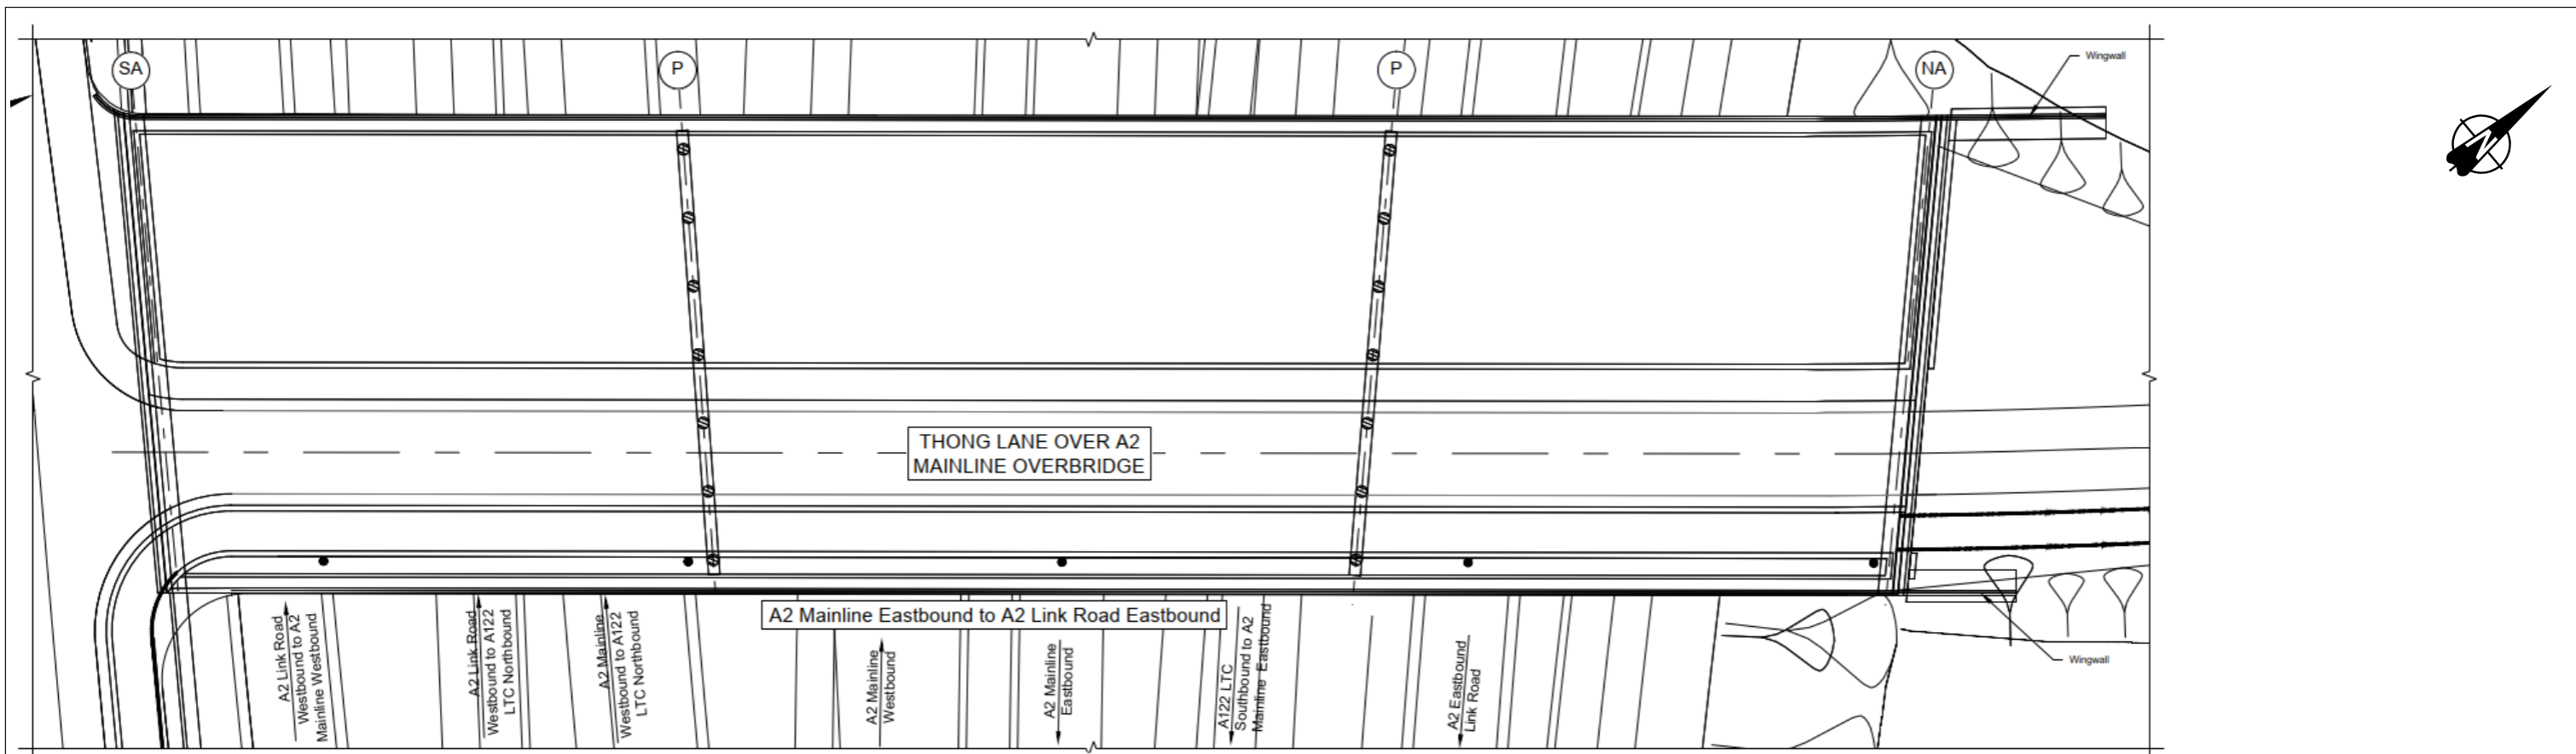 SA
P
P
NA
Wingwall
N
THONG LANE OVER A2
MAINLINE OVERBRIDGE
A2 Mainline Eastbound to A2 Link Road Eastbound
A2 Link Road
Westbound to A2
Mainline Westbound
A2 Link Road
Westbound to A122
LTC Northbound
A2 Mainline
Westbound to A122
LTC Northbound
A2 Mainline
Westbound
A2 Mainline
Eastbound
A122 LTC
Southbound to A2
Mainline Eastbound
A2 Eastbound
Link Road
Wingwall